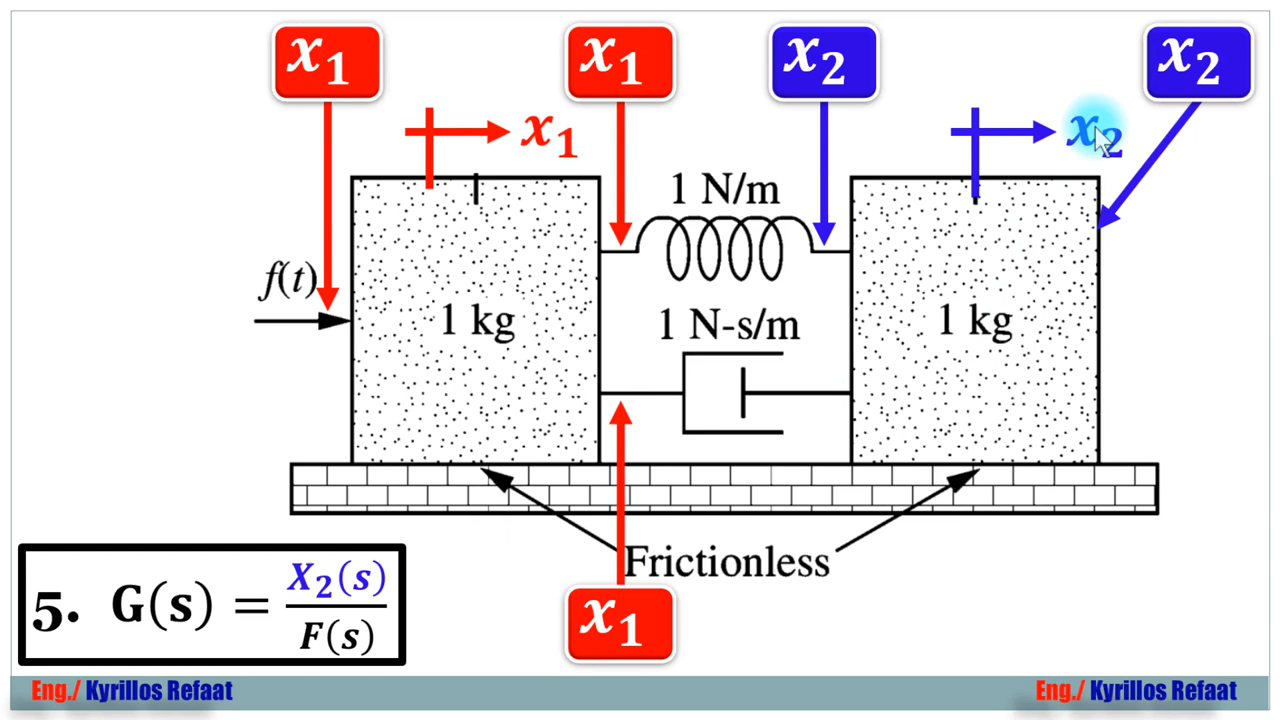 x₁ x₁ x₂ x₂
x₁ x₂
1 N/m
f(t)
1 kg 1 N-s/m 1 kg
Frictionless
5. G(s) = X₂(s) / F(s)
x₁
Eng./ Kyrillos Refaat Eng./ Kyrillos Refaat